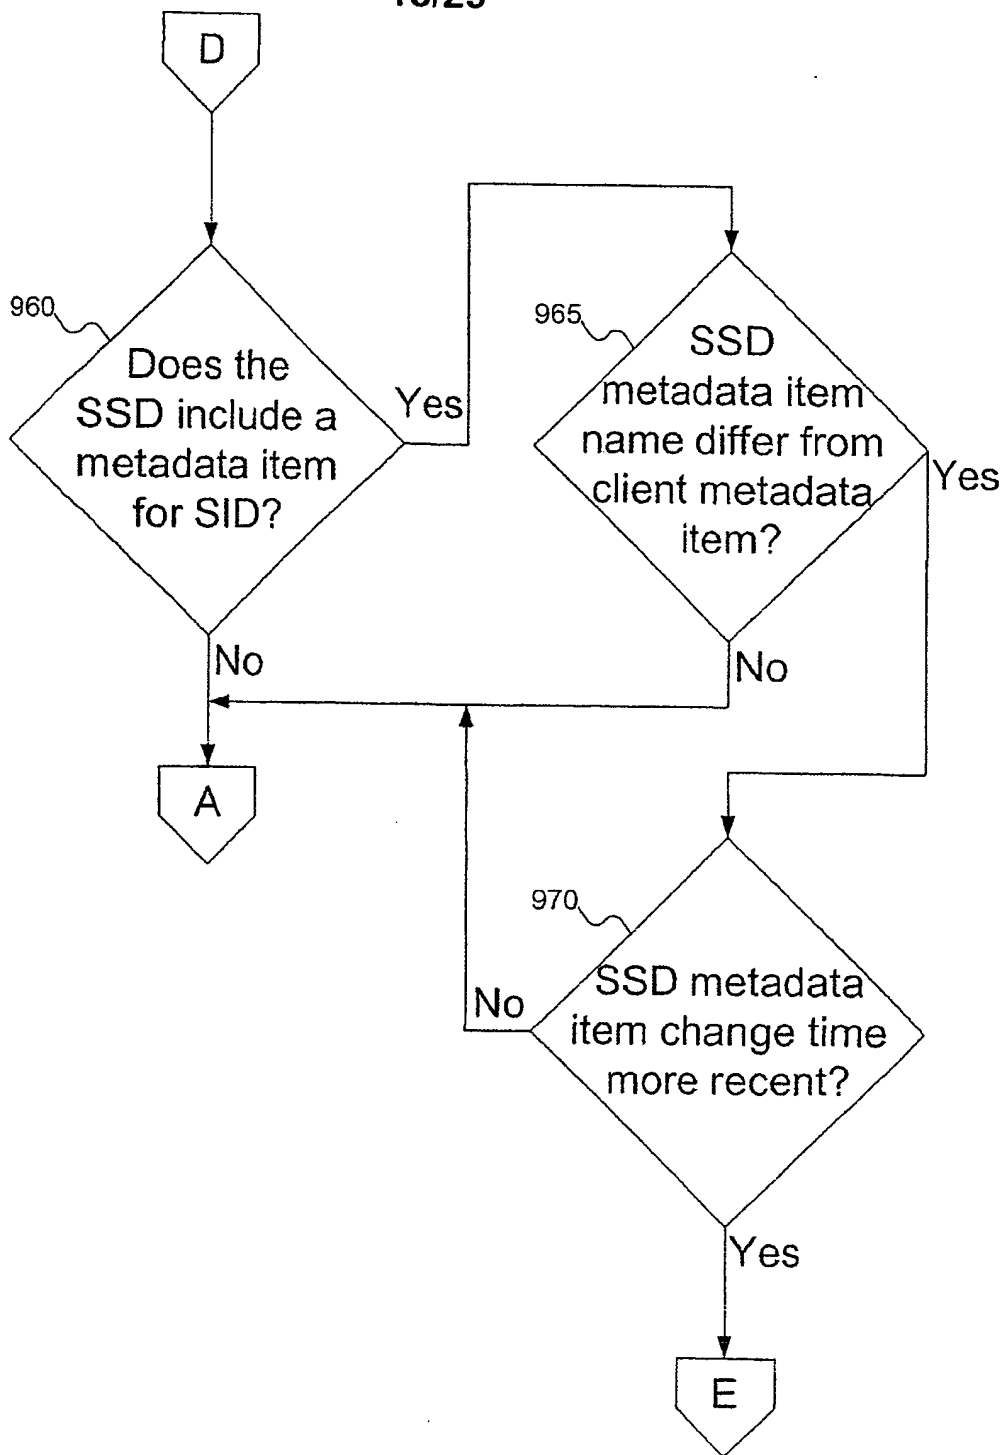 D
960
Does the
SSD include a
metadata item
for SID?
Yes
No
965
SSD
metadata item
name differ from
client metadata
item?
Yes
No
A
970
SSD metadata
item change time
more recent?
No
Yes
E